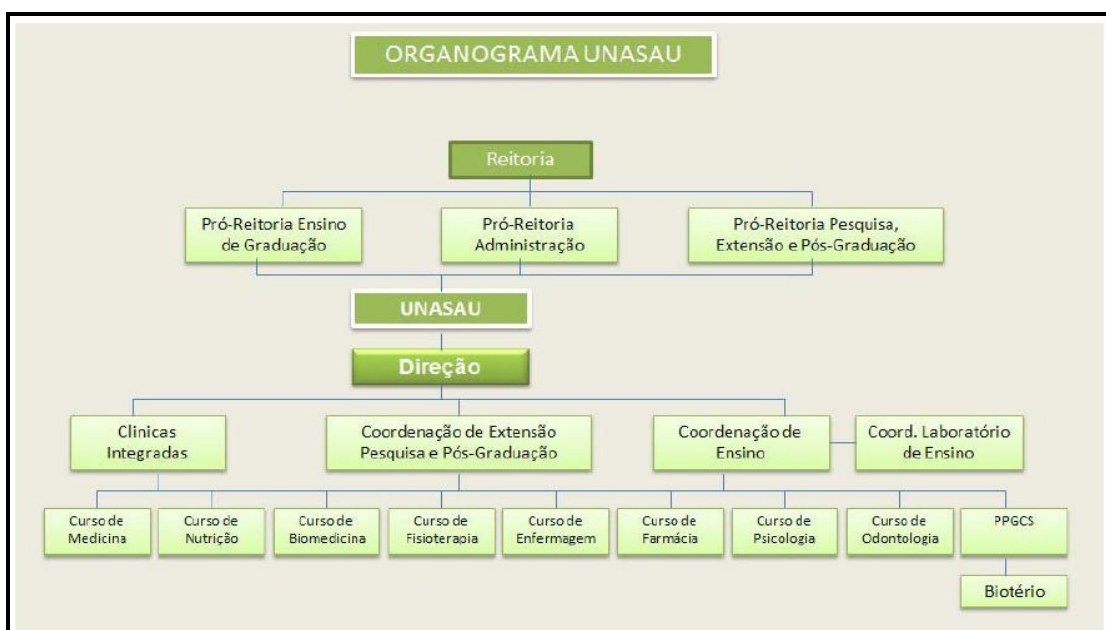 ORGANOGRAMA UNASAU
Reitoria
Pró-Reitoria Ensino
de Graduação
Pró-Reitoria
Administração
Pró-Reitoria Pesquisa,
Extensão e Pós-Graduação
UNASAU
Direção
Clinicas
Integradas
Coordenação de Extensão
Pesquisa e Pós-Graduação
Coordenação de
Ensino
Coord. Laboratório
de Ensino
Curso de
Medicina
Curso de
Nutrição
Curso de
Biomedicina
Curso de
Fisioterapia
Curso de
Enfermagem
Curso de
Farmácia
Curso de
Psicologia
Curso de
Odontologia
PPGCS
Biotério